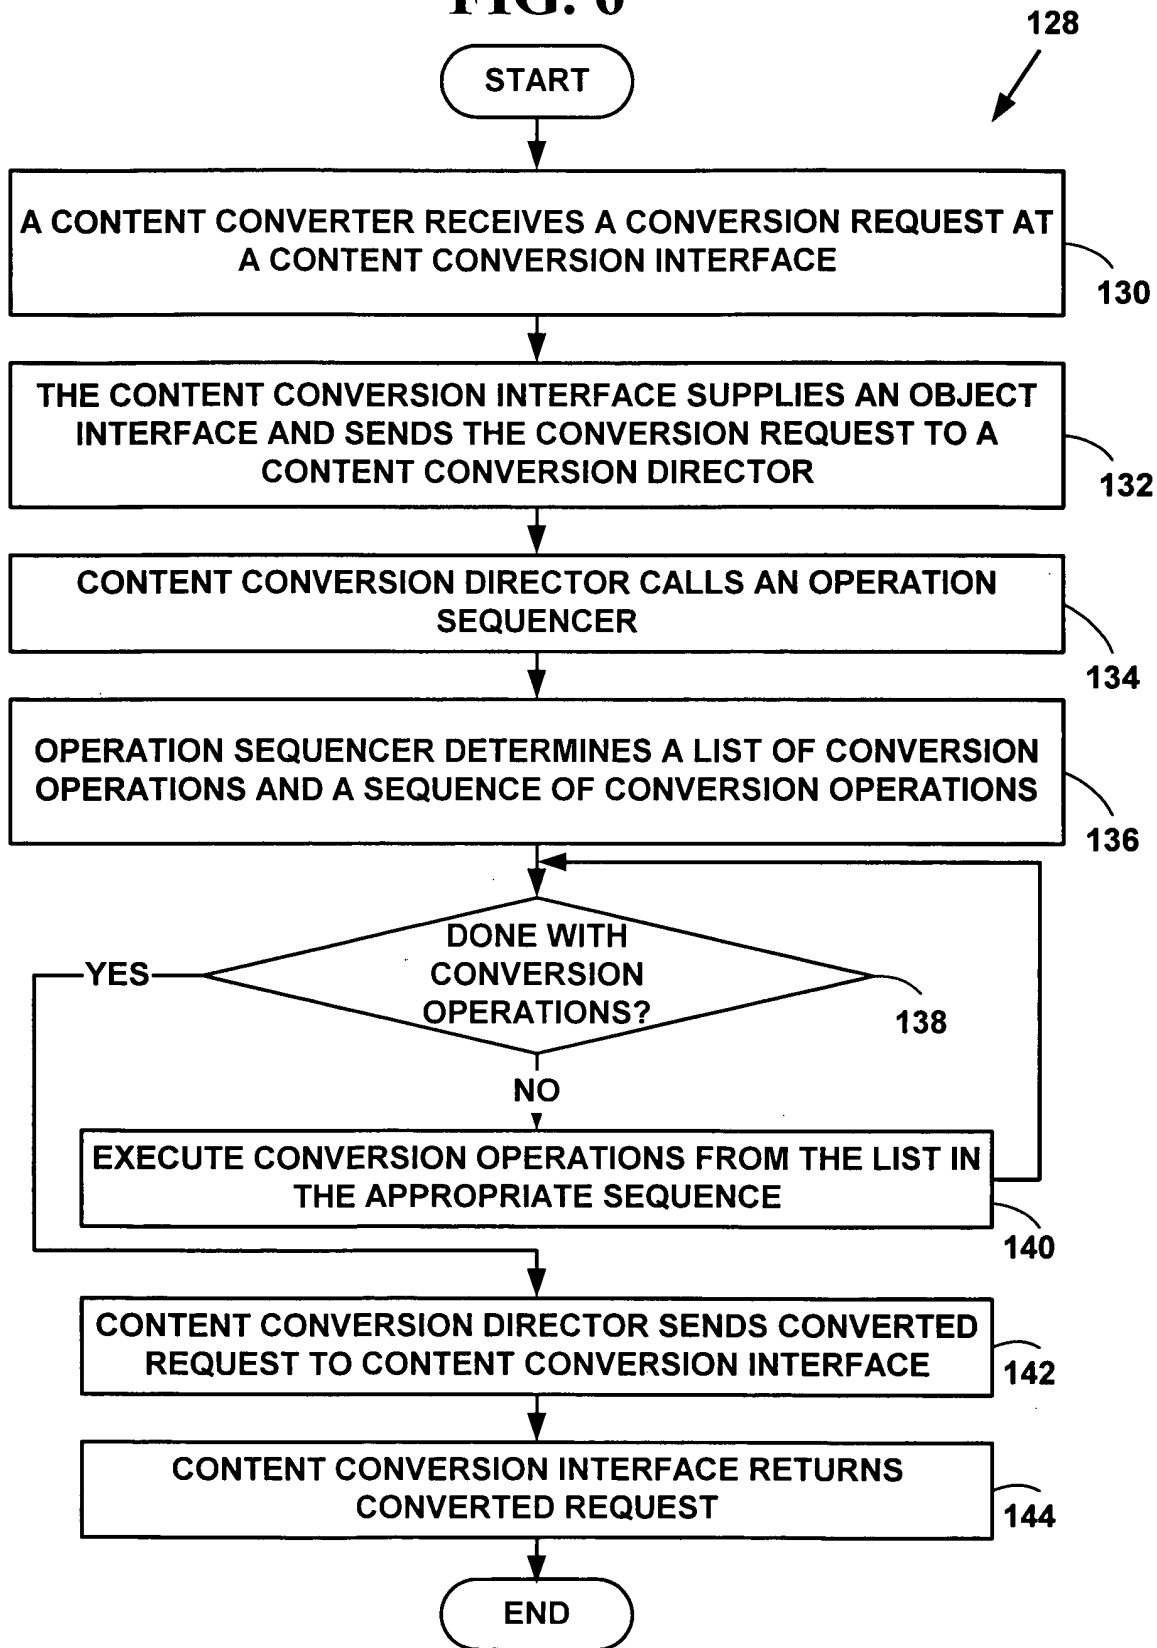 FIG. 6
128
START
A CONTENT CONVERTER RECEIVES A CONVERSION REQUEST AT
A CONTENT CONVERSION INTERFACE
130
THE CONTENT CONVERSION INTERFACE SUPPLIES AN OBJECT
INTERFACE AND SENDS THE CONVERSION REQUEST TO A
CONTENT CONVERSION DIRECTOR
132
CONTENT CONVERSION DIRECTOR CALLS AN OPERATION
SEQUENCER
134
OPERATION SEQUENCER DETERMINES A LIST OF CONVERSION
OPERATIONS AND A SEQUENCE OF CONVERSION OPERATIONS
136
DONE WITH
CONVERSION
OPERATIONS?
YES
138
NO
EXECUTE CONVERSION OPERATIONS FROM THE LIST IN
THE APPROPRIATE SEQUENCE
140
CONTENT CONVERSION DIRECTOR SENDS CONVERTED
REQUEST TO CONTENT CONVERSION INTERFACE
142
CONTENT CONVERSION INTERFACE RETURNS
CONVERTED REQUEST
144
END